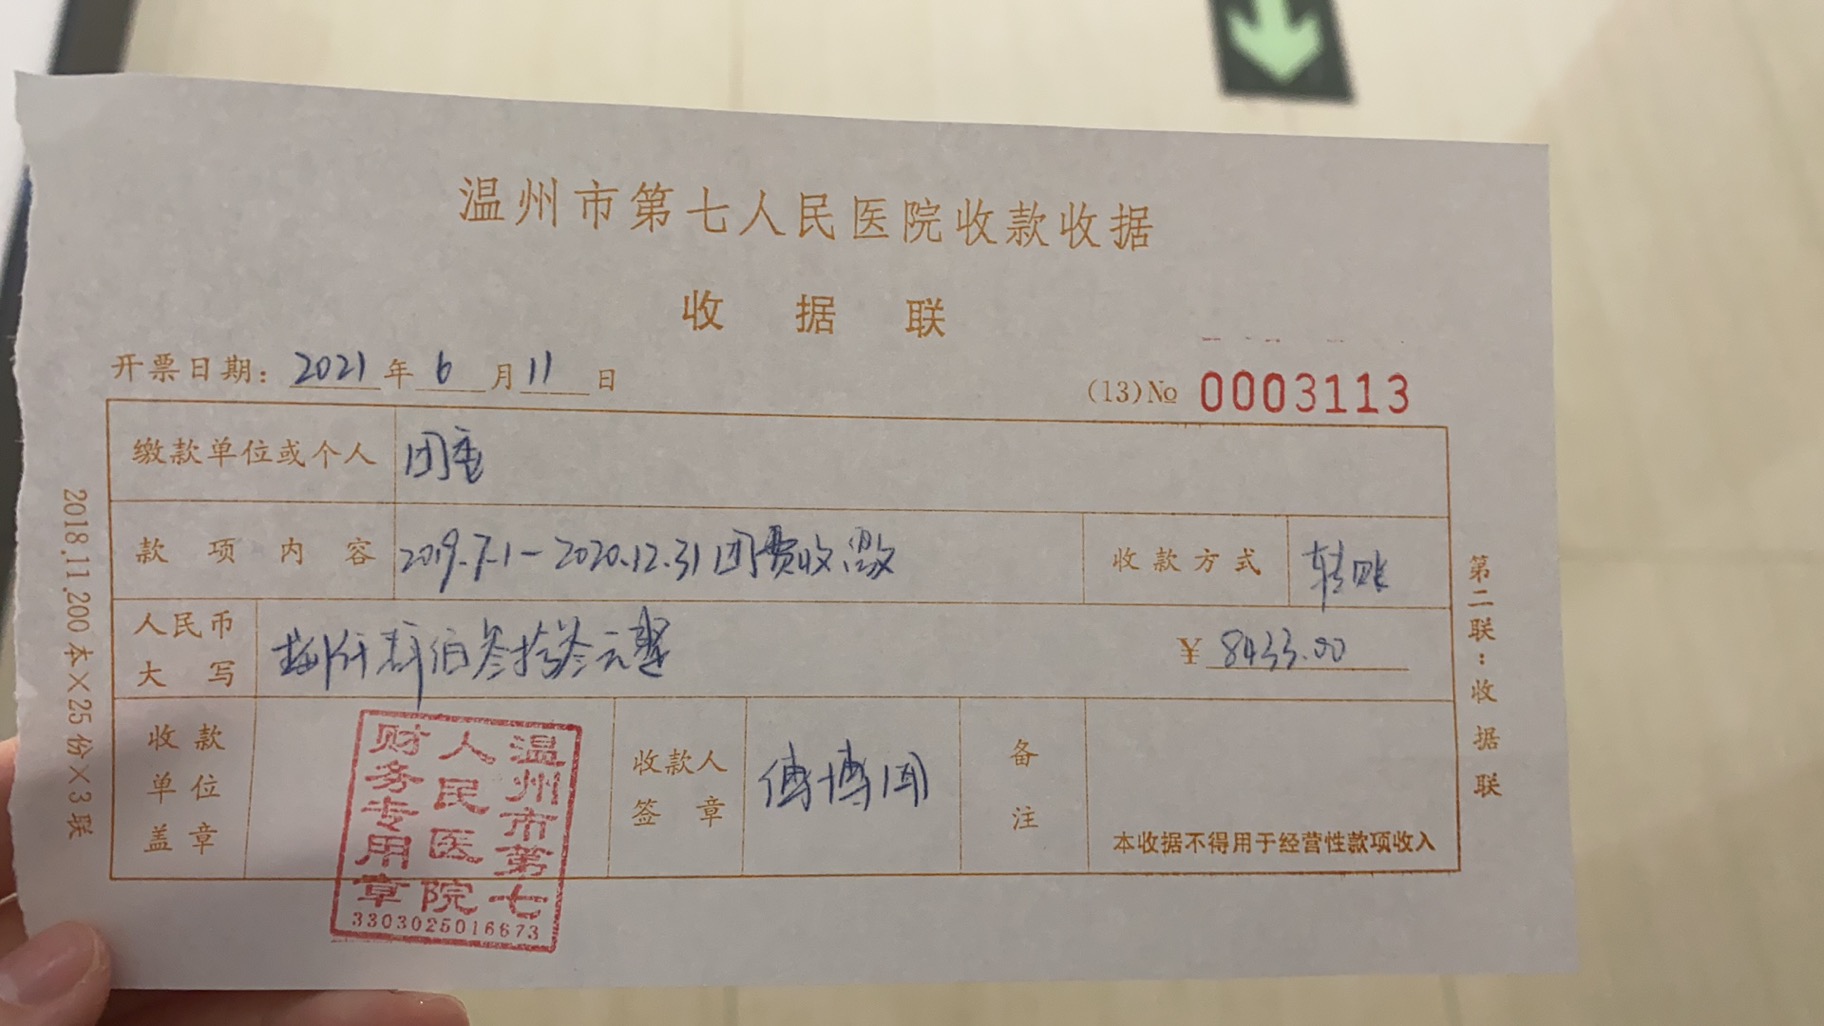 温州市第七人民医院收款收据
收 据 联
开票日期: 2021 年 6 月 11 日
(13)№ 0003113
缴款单位或个人 团委
款 项 内 容 2019.7.1-2020.12.31团费收缴 收款方式 转账
人民币大写 捌仟肆佰叁拾叁元整 ¥ 8433.00
收款单位盖章
温州市第七
人民医院
财务专用章
3303025016673
收款人签章
备注
本收据不得用于经营性款项收入
第二联:收据联
2018.11.200本×25份×3联